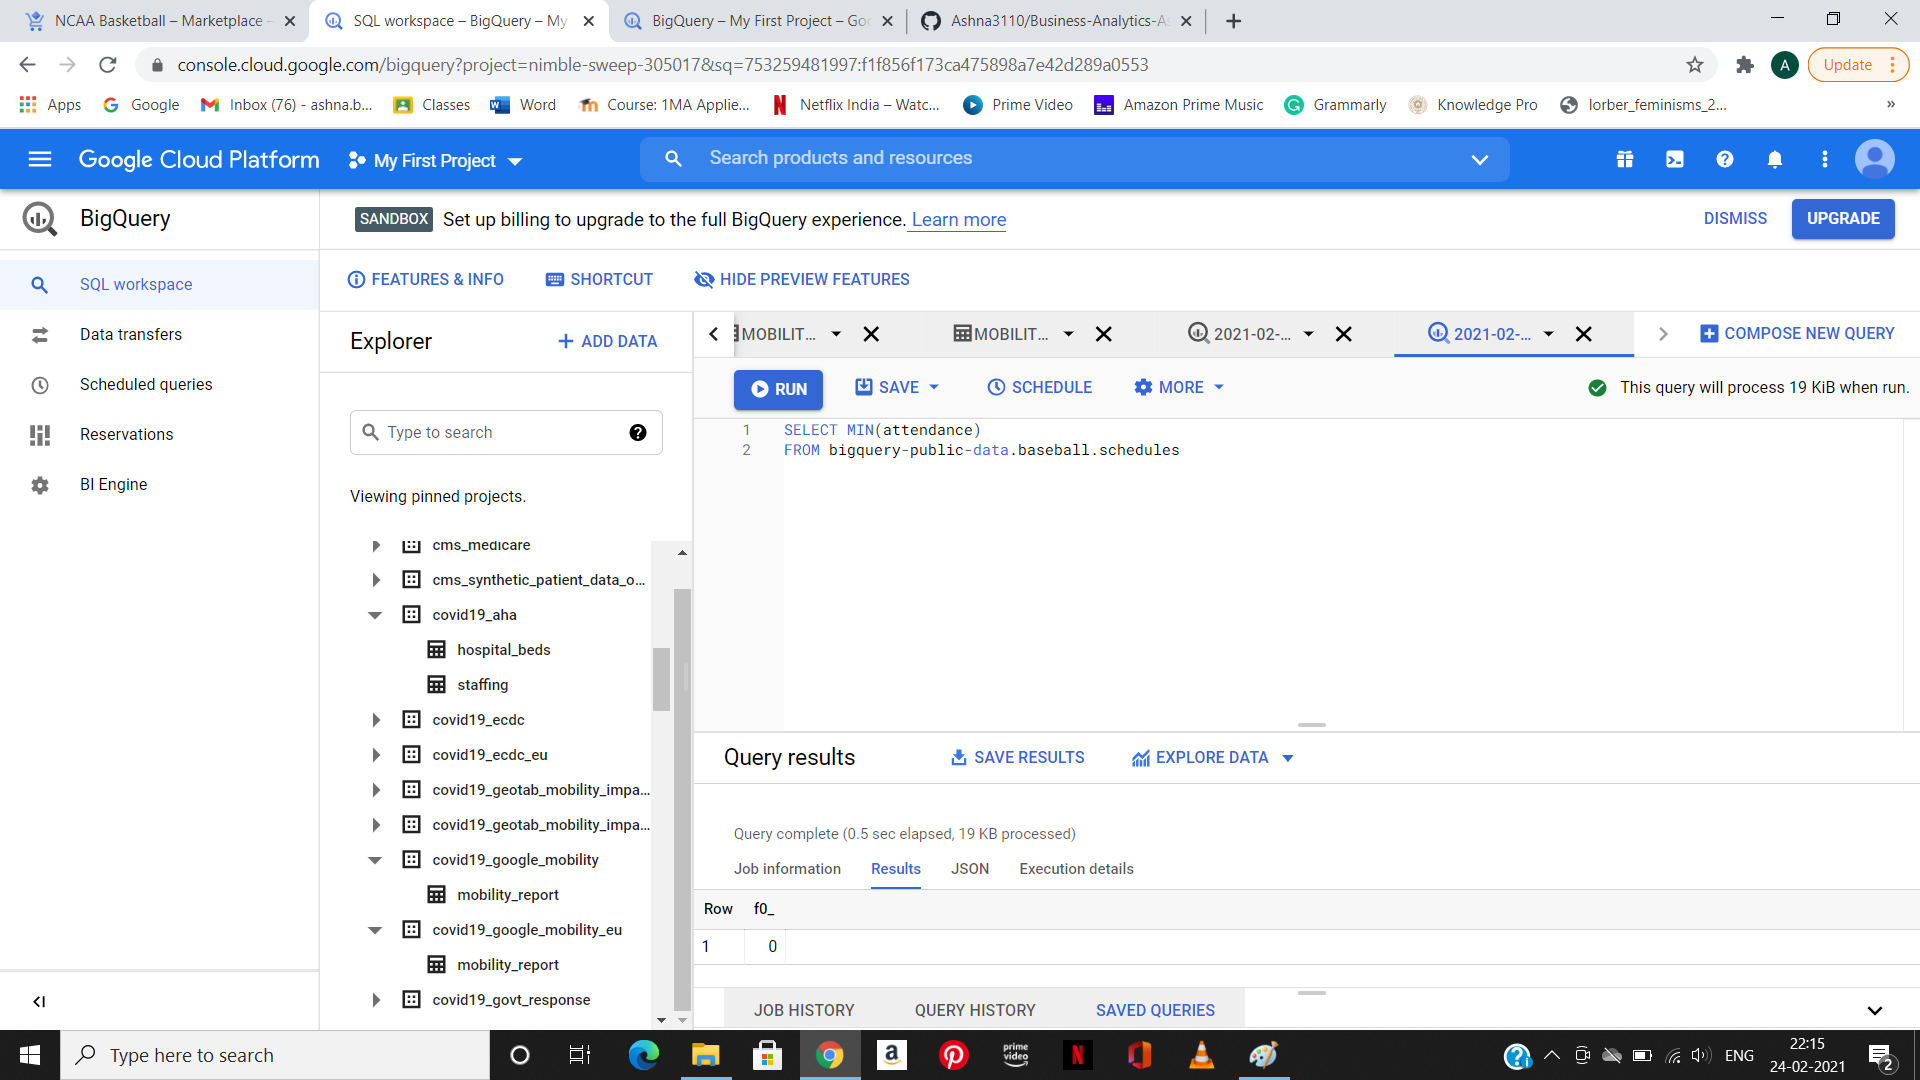 NCAA Basketball – Marketplace –
SQL workspace – BigQuery – My
BigQuery – My First Project – Goo
Ashna3110/Business-Analytics-As
console.cloud.google.com/bigquery?project=nimble-sweep-305017&sq=753259481997:f1f856f173ca475898a7e42d289a0553
A
Update
Apps
Google
Inbox (76) - ashna.b...
Classes
Word
Course: 1MA Applie...
Netflix India – Watc...
Prime Video
Amazon Prime Music
Grammarly
Knowledge Pro
lorber_feminisms_2...
»
Google Cloud Platform
My First Project
Search products and resources
BigQuery
SANDBOX Set up billing to upgrade to the full BigQuery experience. Learn more
DISMISS
UPGRADE
SQL workspace
Data transfers
Scheduled queries
Reservations
BI Engine
FEATURES & INFO
SHORTCUT
HIDE PREVIEW FEATURES
Explorer
ADD DATA
Type to search
Viewing pinned projects.
cms_medicare
cms_synthetic_patient_data_o...
covid19_aha
hospital_beds
staffing
covid19_ecdc
covid19_ecdc_eu
covid19_geotab_mobility_impa...
covid19_geotab_mobility_impa...
covid19_google_mobility
mobility_report
covid19_google_mobility_eu
mobility_report
covid19_govt_response
MOBILIT...
MOBILIT...
2021-02-...
2021-02-...
COMPOSE NEW QUERY
RUN
SAVE
SCHEDULE
MORE
This query will process 19 KiB when run.
1 SELECT MIN(attendance)
2 FROM bigquery-public-data.baseball.schedules
Query results
SAVE RESULTS
EXPLORE DATA
Query complete (0.5 sec elapsed, 19 KB processed)
Job information
Results
JSON
Execution details
Row f0_
1 0
JOB HISTORY
QUERY HISTORY
SAVED QUERIES
Type here to search
prime video
ENG
22:15
24-02-2021
2